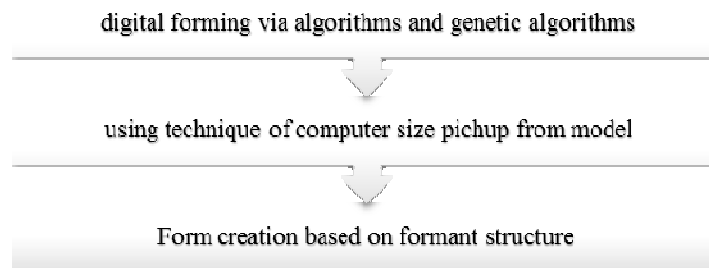 digital forming via algorithms and genetic algorithms
using technique of computer size pichup from model
Form creation based on formant structure